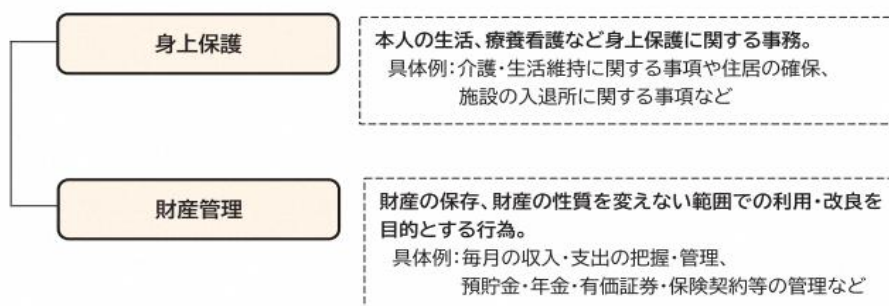 身上保護
本人の生活、療養看護など身上保護に関する事務。
具体例：介護・生活維持に関する事項や住居の確保、
施設の入退所に関する事項など
財産管理
財産の保存、財産の性質を変えない範囲での利用・改良を
目的とする行為。
具体例：毎月の収入・支出の把握・管理、
預貯金・年金・有価証券・保険契約等の管理など